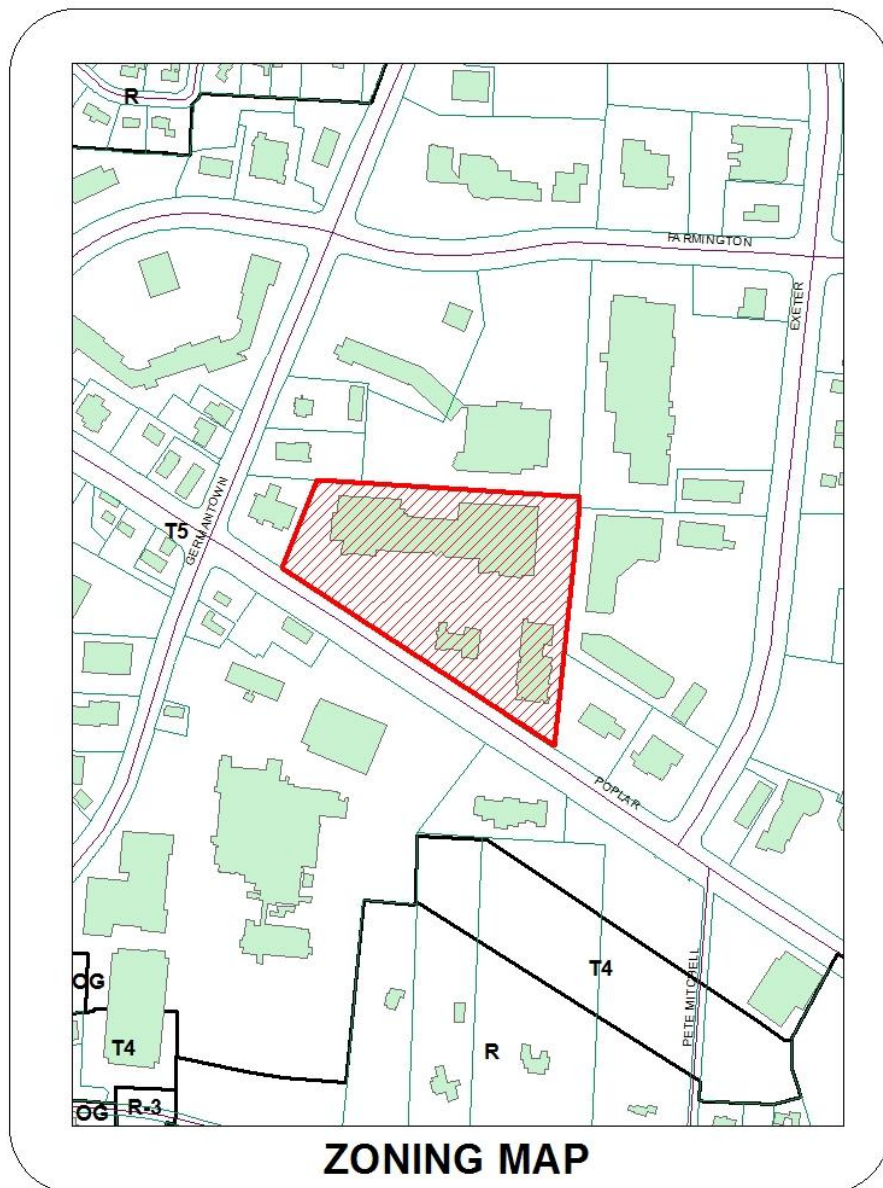 R
FARMINGTON
EXETER
GERMANTOWN
T5
POPLAR
T4
PETE MITCHELL
OG
T4
R
OG
R-3
ZONING MAP